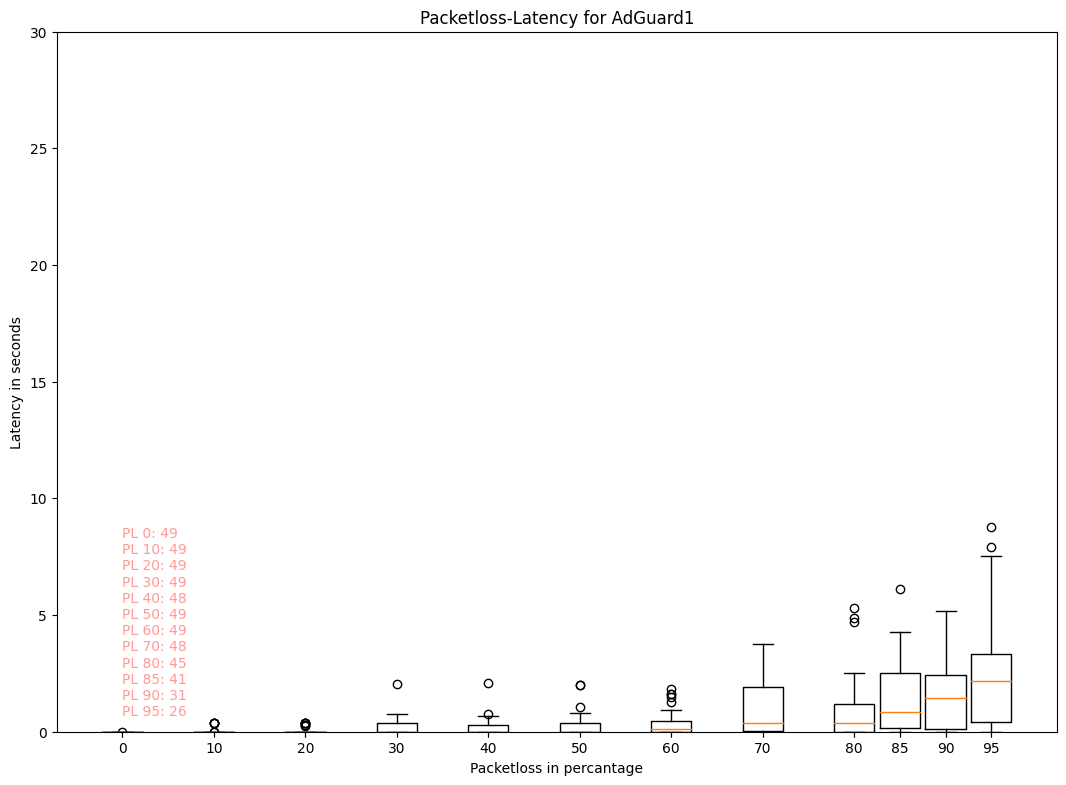 Packetloss-Latency for AdGuard1
30
25
20
15
10
5
0
Latency in seconds
PL 0: 49
PL 10: 49
PL 20: 49
PL 30: 49
PL 40: 48
PL 50: 49
PL 60: 49
PL 70: 48
PL 80: 45
PL 85: 41
PL 90: 31
PL 95: 26
0 10 20 30 40 50 60 70 80 85 90 95
Packetloss in percantage